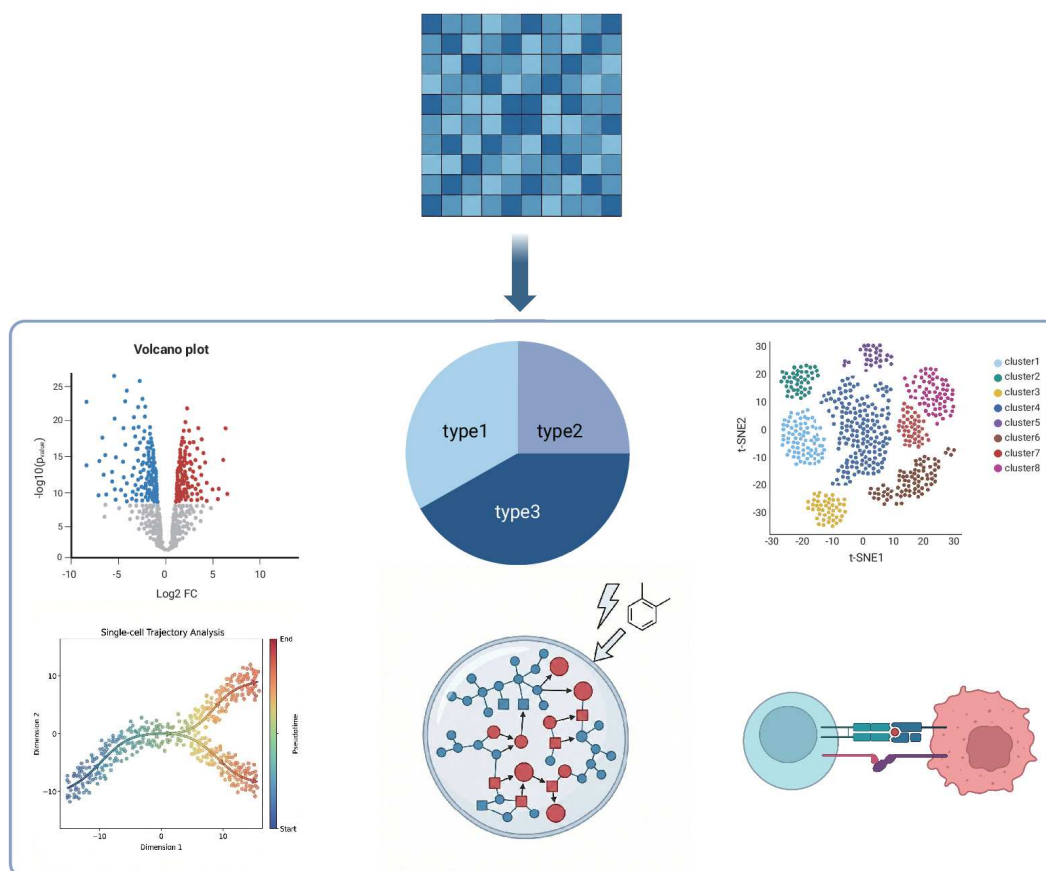 Volcano plot
25
20
15
10
5
0
-log10(pvalue)
-10
-5
0
5
10
Log2 FC
type1
type2
type3
30
20
10
0
-10
-20
-30
t-SNE2
-30
-20
-10
0
10
20
30
t-SNE1
cluster1
cluster2
cluster3
cluster4
cluster5
cluster6
cluster7
cluster8
Single-cell Trajectory Analysis
10
0
−10
Dimension 2
−10
0
10
Dimension 1
End
Pseudotime
Start